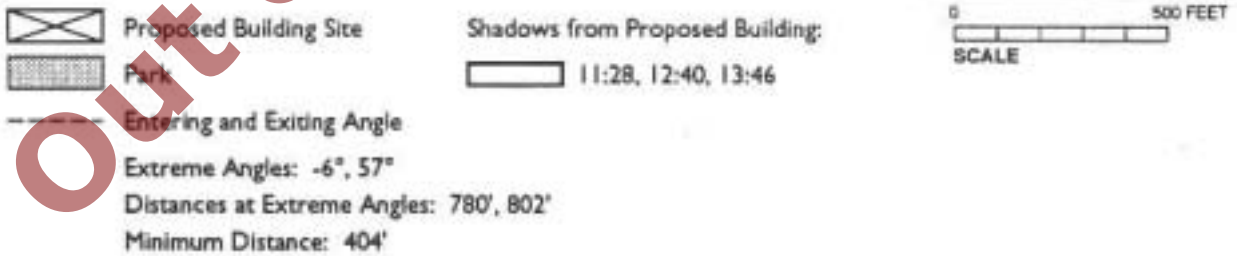 0 500 FEET
SCALE
Proposed Building Site
Park
Entering and Exiting Angle
Extreme Angles: -6°, 57°
Distances at Extreme Angles: 780', 802'
Minimum Distance: 404'
Shadows from Proposed Building:
11:28, 12:40, 13:46
Out